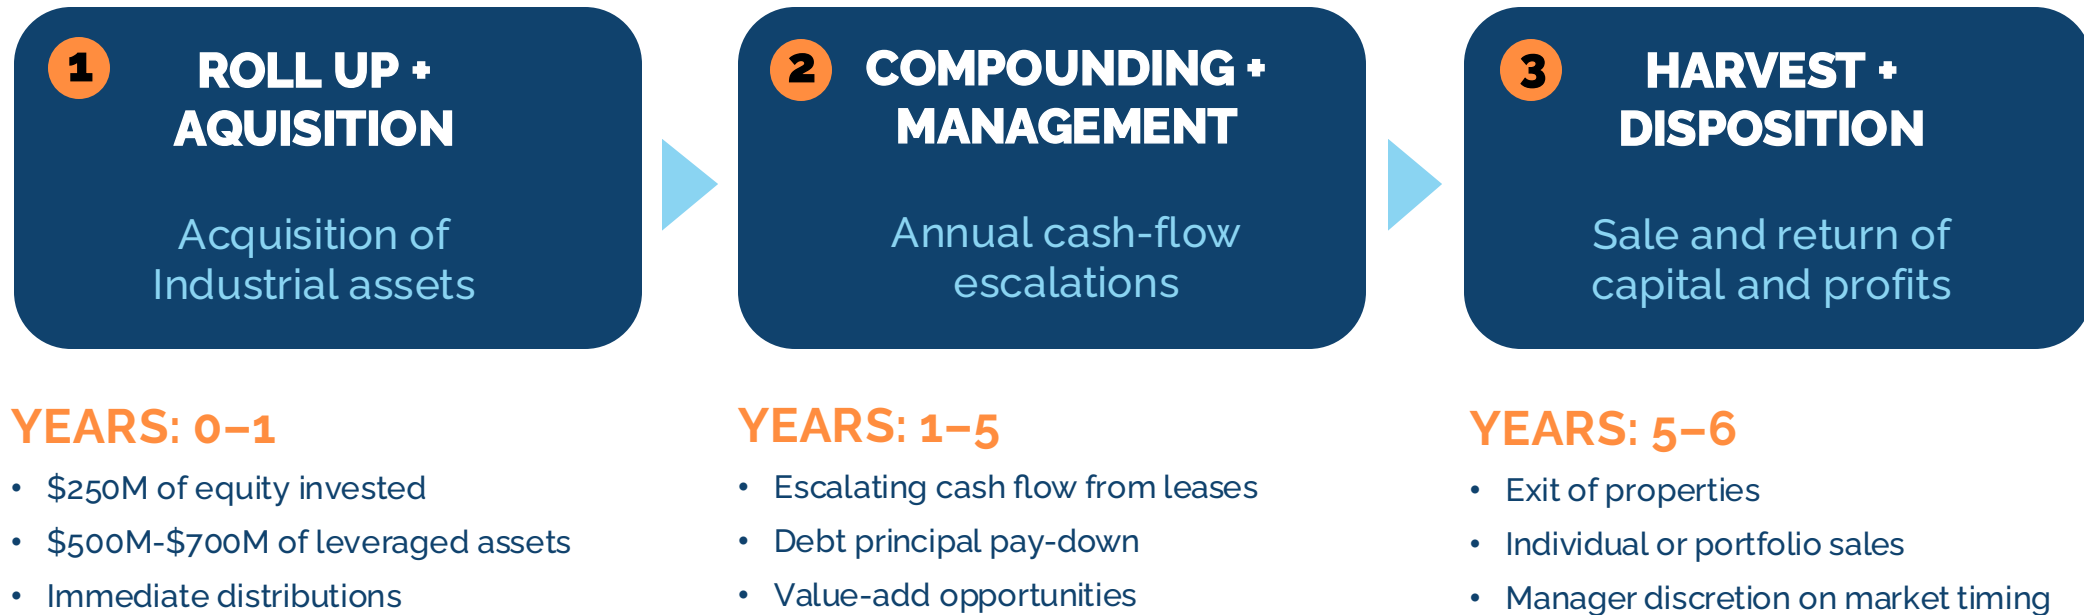 1
ROLL UP +
AQUISITION
Acquisition of
Industrial assets
YEARS: 0–1
• $250M of equity invested
• $500M-$700M of leveraged assets
• Immediate distributions
2
COMPOUNDING +
MANAGEMENT
Annual cash-flow
escalations
YEARS: 1–5
• Escalating cash flow from leases
• Debt principal pay-down
• Value-add opportunities
3
HARVEST +
DISPOSITION
Sale and return of
capital and profits
YEARS: 5–6
• Exit of properties
• Individual or portfolio sales
• Manager discretion on market timing